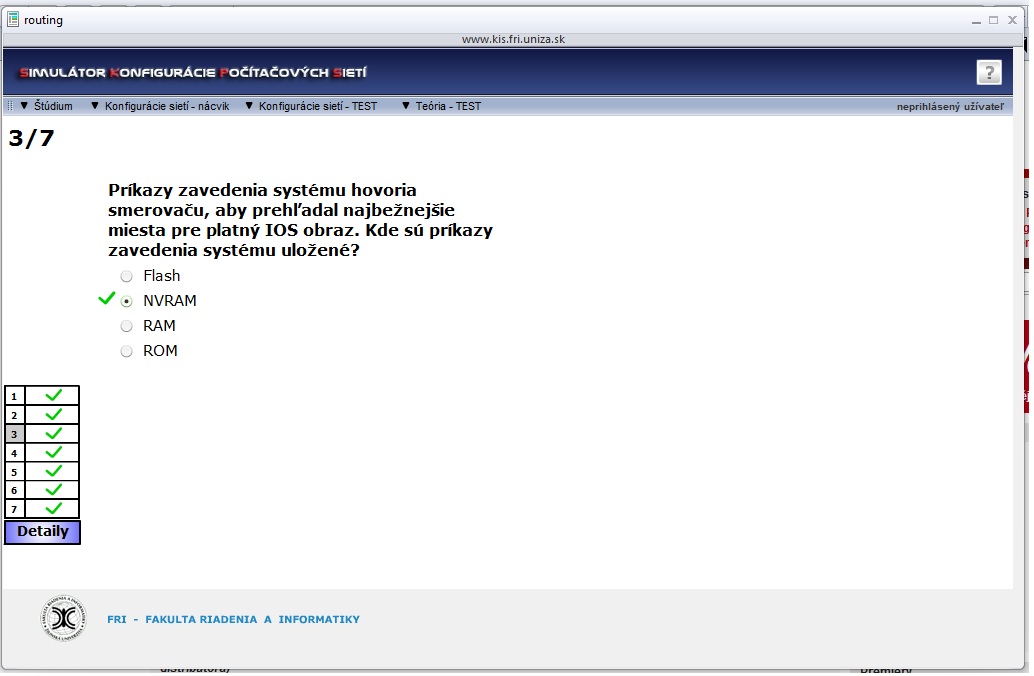 routing
www.kis.fri.uniza.sk
SIMULÁTOR KONFIGURÁCIE POČÍTAČOVÝCH SIETÍ
?
▼ Štúdium ▼ Konfigurácie sietí - nácvik ▼ Konfigurácie sietí - TEST ▼ Teória - TEST neprihlásený užívateľ
3/7
Príkazy zavedenia systému hovoria
smerovaču, aby prehľadal najbežnejšie
miesta pre platný IOS obraz. Kde sú príkazy
zavedenia systému uložené?
Flash
NVRAM
RAM
ROM
1
2
3
4
5
6
7
Detaily
FRI - FAKULTA RIADENIA A INFORMATIKY